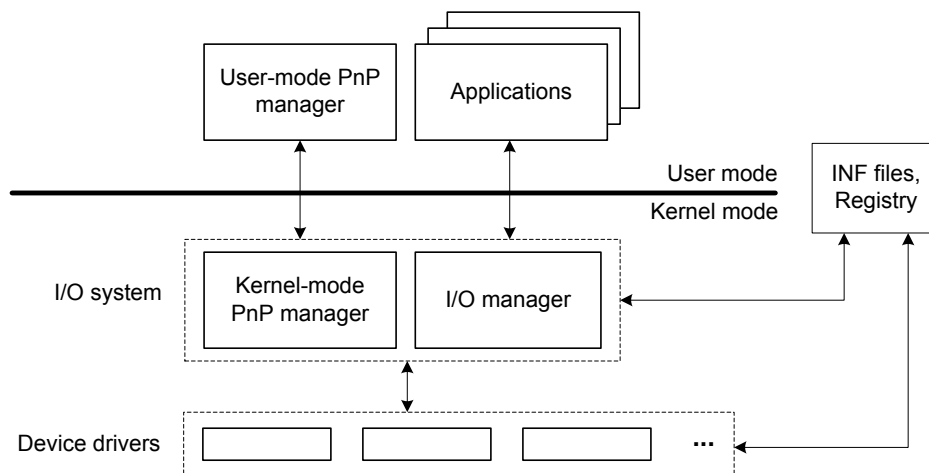 User-mode PnP
manager
Applications
User mode
Kernel mode
INF files,
Registry
I/O system
Kernel-mode
PnP manager
I/O manager
Device drivers
...